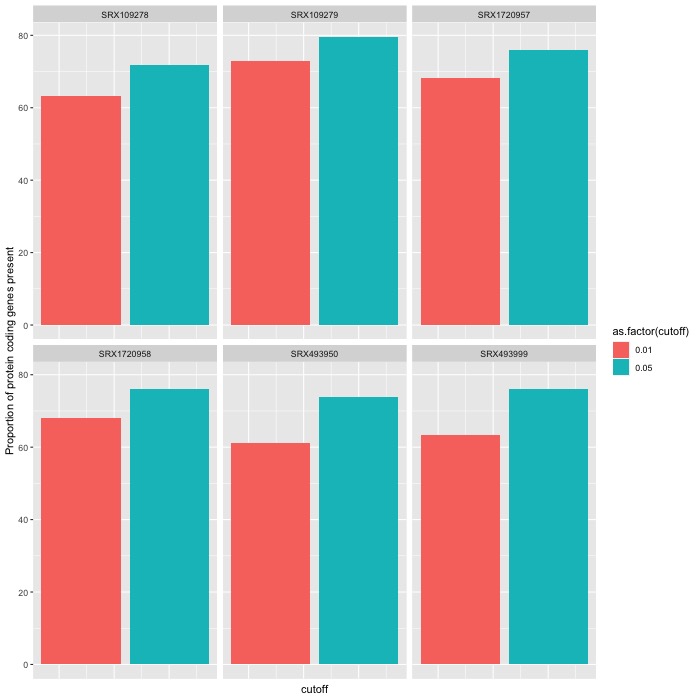 SRX109278 SRX109279 SRX1720957
80
60
40
20
0
SRX1720958 SRX493950 SRX493999
80
60
40
20
0
Proportion of protein coding genes present
cutoff
as.factor(cutoff)
0.01
0.05